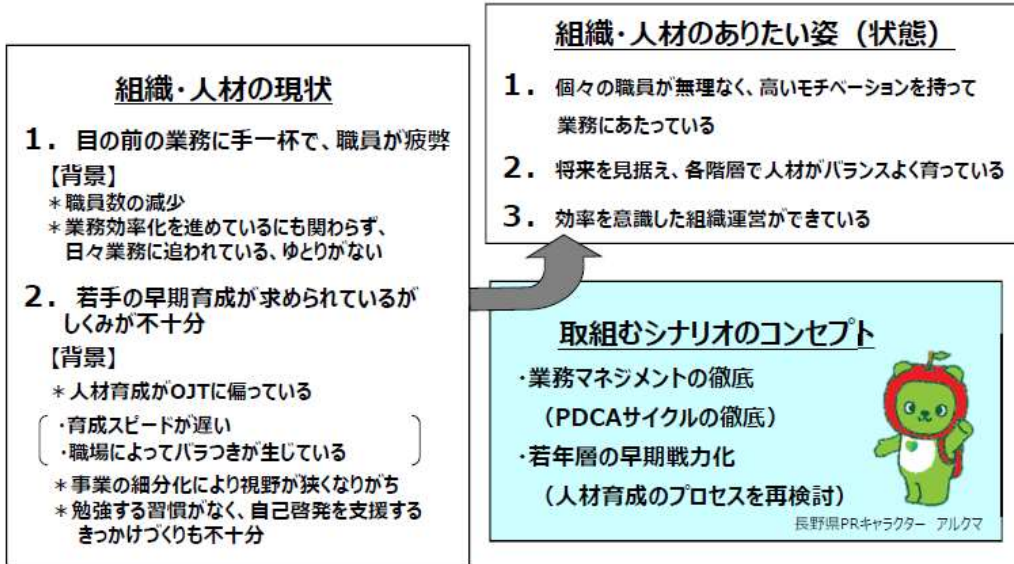 組織・人材の現状
1．目の前の業務に手一杯で、職員が疲弊
【背景】
＊職員数の減少
＊業務効率化を進めているにも関わらず、
日々業務に追われている、ゆとりがない
2．若手の早期育成が求められているが
しくみが不十分
【背景】
＊人材育成がOJTに偏っている
・育成スピードが遅い
・職場によってバラつきが生じている
＊事業の細分化により視野が狭くなりがち
＊勉強する習慣がなく、自己啓発を支援する
きっかけづくりも不十分
組織・人材のありたい姿（状態）
1．個々の職員が無理なく、高いモチベーションを持って
業務にあたっている
2．将来を見据え、各階層で人材がバランスよく育っている
3．効率を意識した組織運営ができている
取組むシナリオのコンセプト
・業務マネジメントの徹底
（PDCAサイクルの徹底）
・若年層の早期戦力化
（人材育成のプロセスを再検討）
長野県PRキャラクター　アルクマ